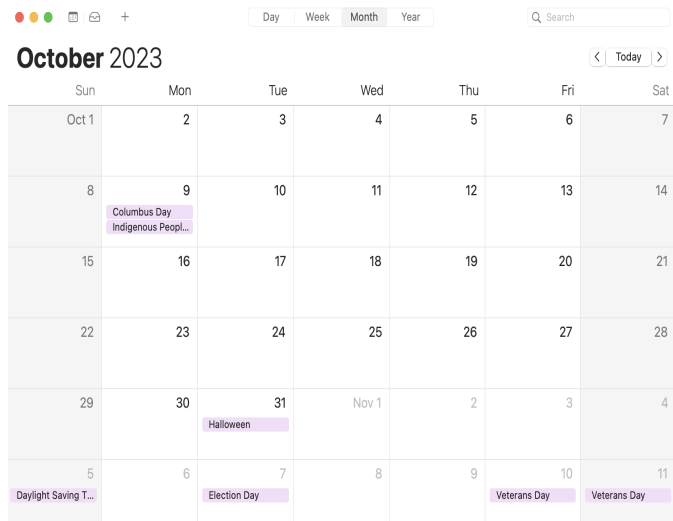 Day Week Month Year Search
October 2023
Today
Sun Mon Tue Wed Thu Fri Sat
Oct 1 2 3 4 5 6 7
8 9 10 11 12 13 14
Columbus Day
Indigenous Peopl...
15 16 17 18 19 20 21
22 23 24 25 26 27 28
29 30 31 Nov 1 2 3 4
Halloween
5 6 7 8 9 10 11
Daylight Saving T... Election Day Veterans Day Veterans Day